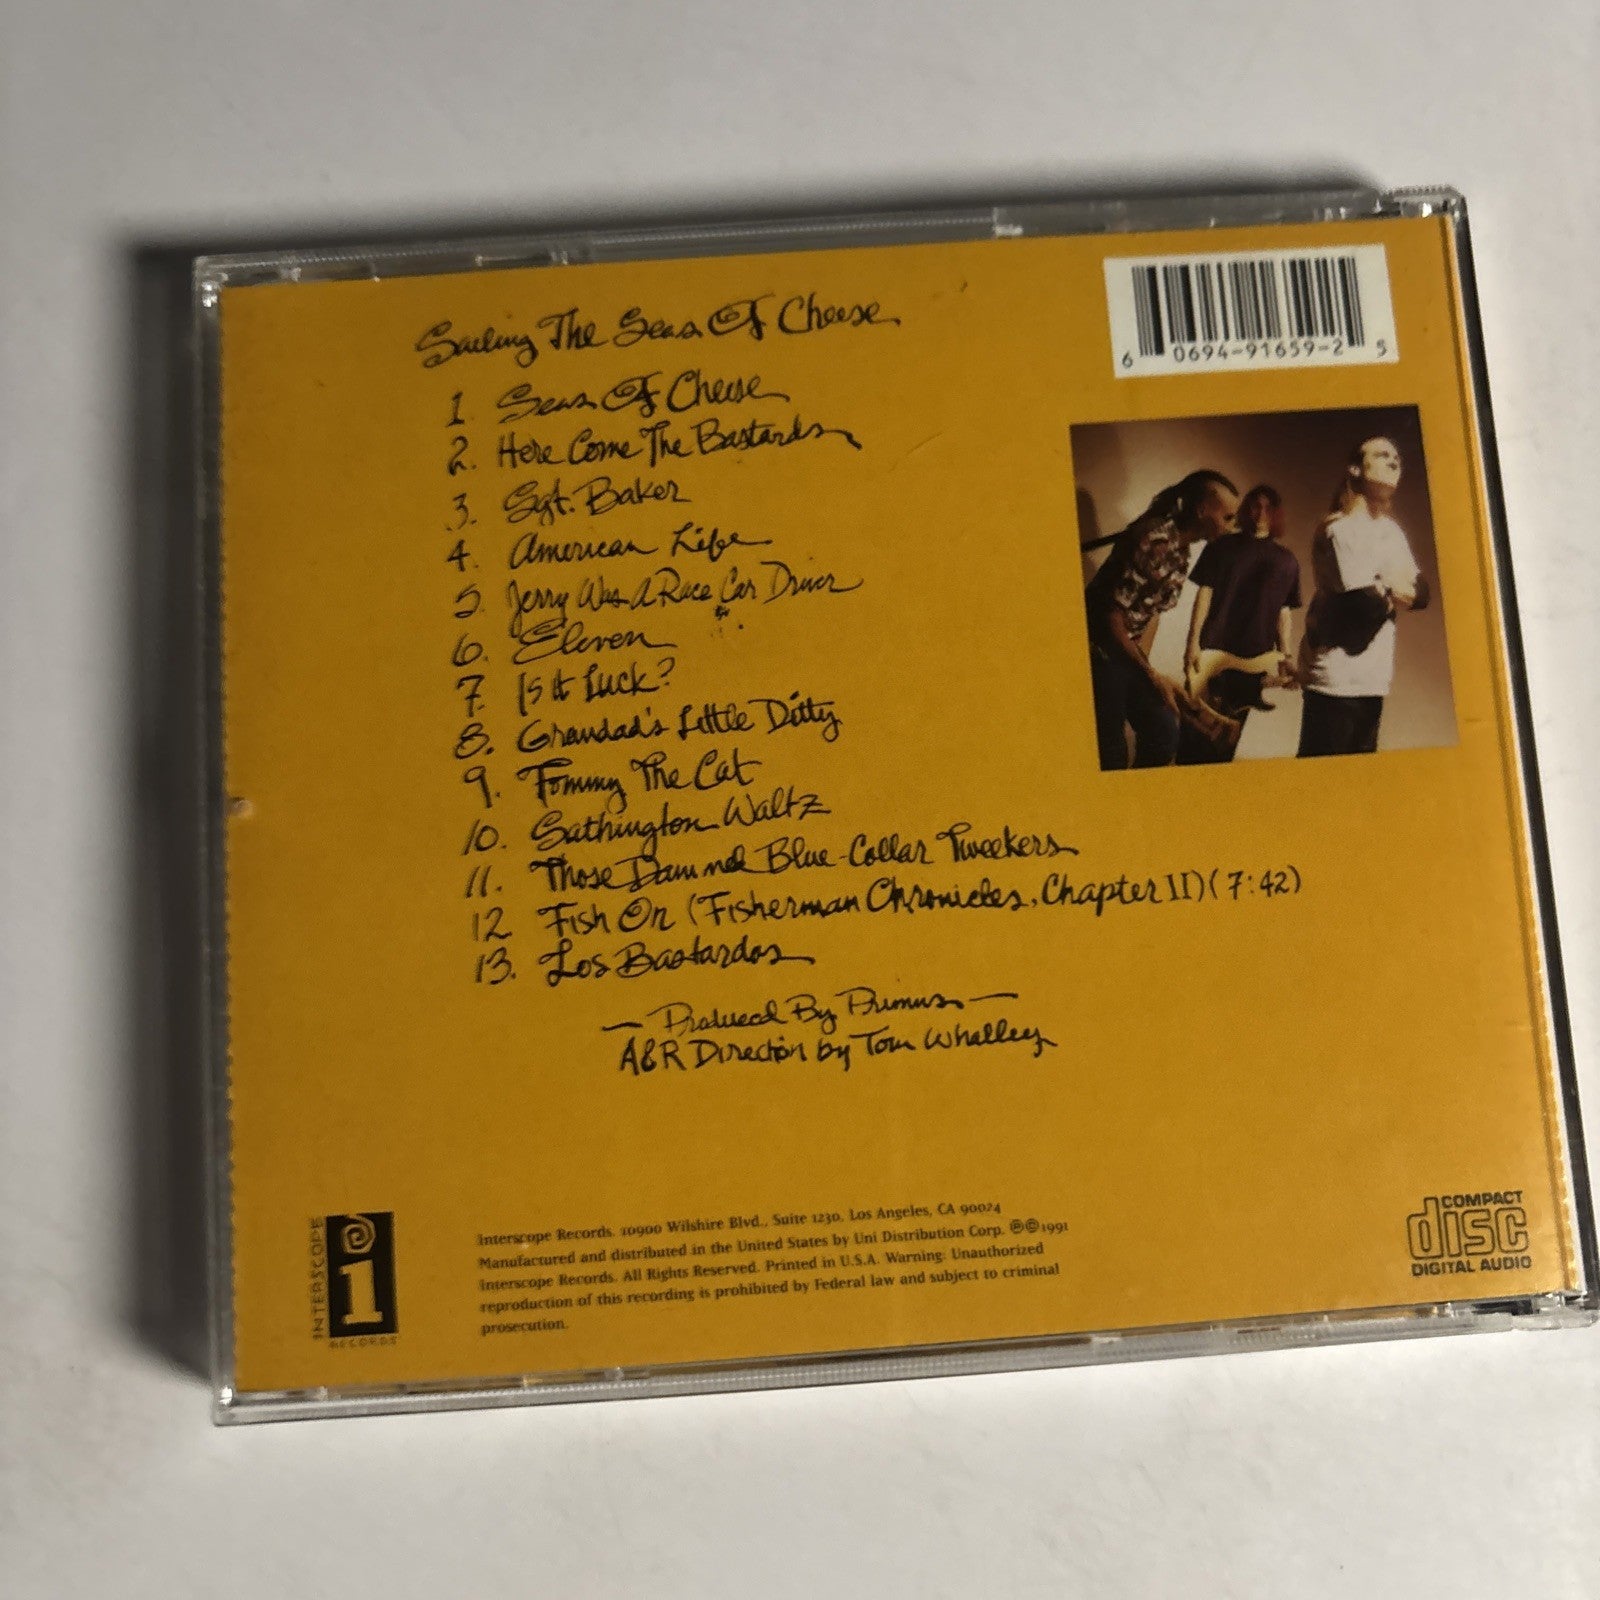 Sailing The Seas Of Cheese
1. Seas Of Cheese
2. Here Come The Bastards
3. Sgt. Baker
4. American Life
5. Jerry Was A Race Car Driver
6. Eleven
7. Is It Luck?
8. Grandad's Little Ditty
9. Tommy The Cat
10. Sathington Waltz
11. Those Damned Blue-Collar Tweekers
12 Fish On (Fisherman Chronicles, Chapter II) (7:42)
13. Los Bastardos
— Produced By Primus —
A&R Direction by Tom Whalley
6 0694-91659-2 5
INTERSCOPE
i
RECORDS
Interscope Records. 10900 Wilshire Blvd., Suite 1230, Los Angeles, CA 90024
Manufactured and distributed in the United States by Uni Distribution Corp. ℗©1991
Interscope Records. All Rights Reserved. Printed in U.S.A. Warning: Unauthorized
reproduction of this recording is prohibited by Federal law and subject to criminal
prosecution.
COMPACT
disc
DIGITAL AUDIO